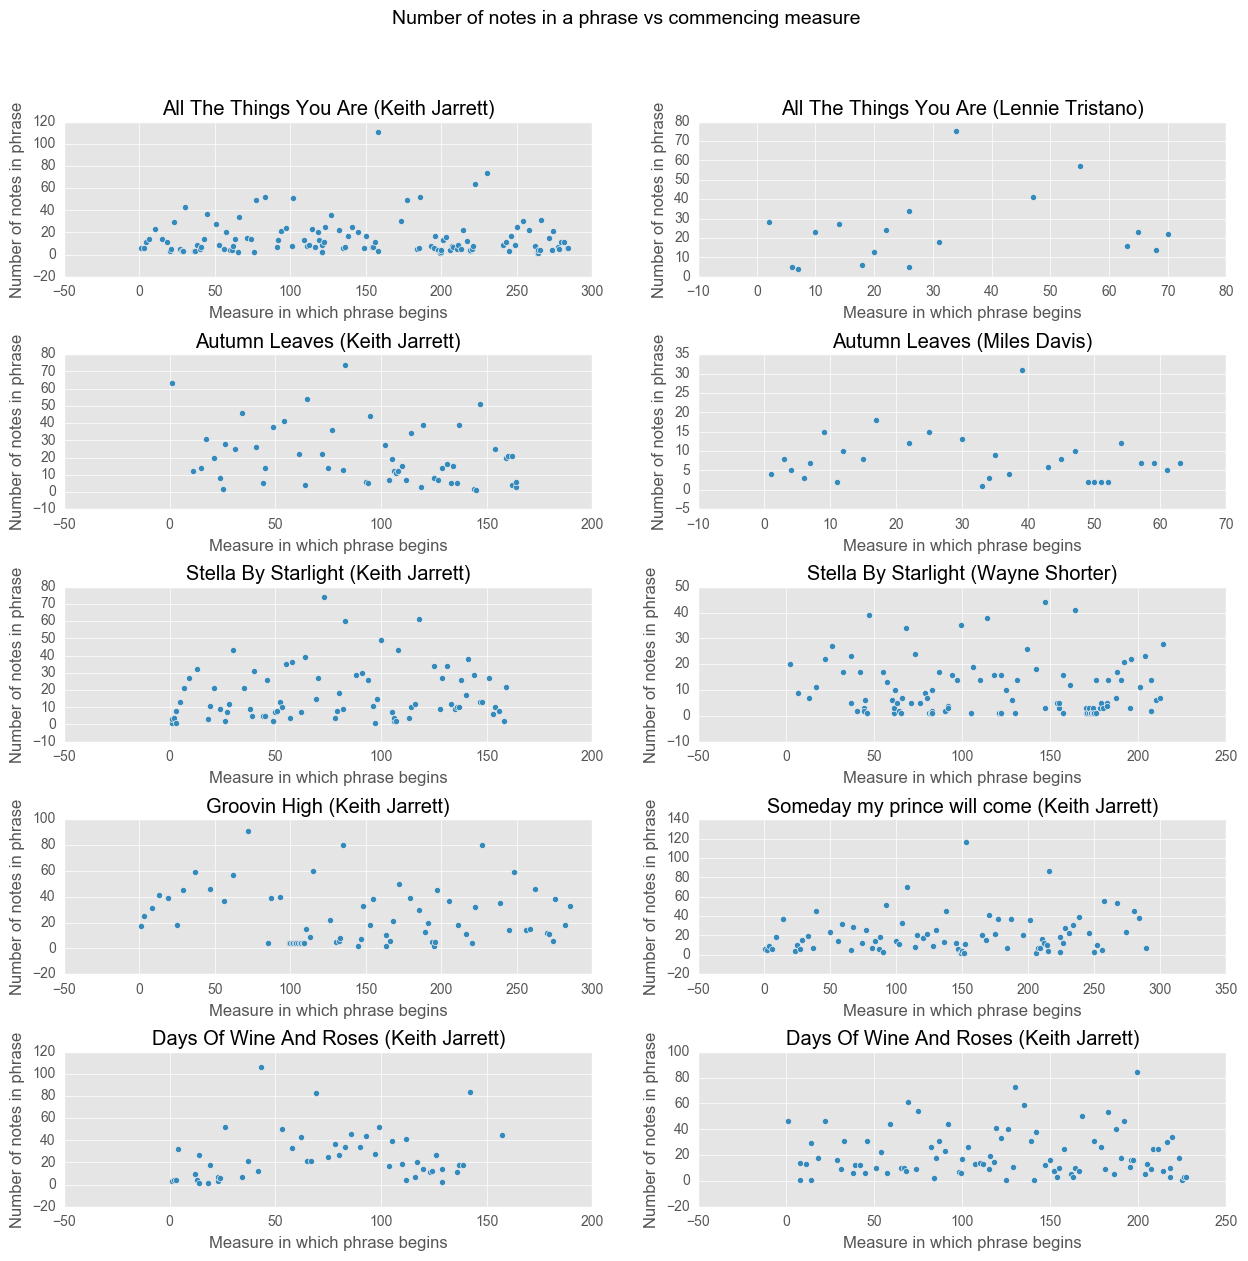 Number of notes in a phrase vs commencing measure
All The Things You Are (Keith Jarrett)
Number of notes in phrase
120
100
80
60
40
20
0
−20
−50 0 50 100 150 200 250 300
Measure in which phrase begins
All The Things You Are (Lennie Tristano)
Number of notes in phrase
80
70
60
50
40
30
20
10
0
−10 0 10 20 30 40 50 60 70 80
Measure in which phrase begins
Autumn Leaves (Keith Jarrett)
Number of notes in phrase
80
70
60
50
40
30
20
10
0
−10
−50 0 50 100 150 200
Measure in which phrase begins
Autumn Leaves (Miles Davis)
Number of notes in phrase
35
30
25
20
15
10
5
0
−5
−10 0 10 20 30 40 50 60 70
Measure in which phrase begins
Stella By Starlight (Keith Jarrett)
Number of notes in phrase
80
70
60
50
40
30
20
10
0
−10
−50 0 50 100 150 200
Measure in which phrase begins
Stella By Starlight (Wayne Shorter)
Number of notes in phrase
50
40
30
20
10
0
−10
−50 0 50 100 150 200 250
Measure in which phrase begins
Groovin High (Keith Jarrett)
Number of notes in phrase
100
80
60
40
20
0
−20
−50 0 50 100 150 200 250 300
Measure in which phrase begins
Someday my prince will come (Keith Jarrett)
Number of notes in phrase
140
120
100
80
60
40
20
0
−20
−50 0 50 100 150 200 250 300 350
Measure in which phrase begins
Days Of Wine And Roses (Keith Jarrett)
Number of notes in phrase
120
100
80
60
40
20
0
−20
−50 0 50 100 150 200
Measure in which phrase begins
Days Of Wine And Roses (Keith Jarrett)
Number of notes in phrase
100
80
60
40
20
0
−20
−50 0 50 100 150 200 250
Measure in which phrase begins